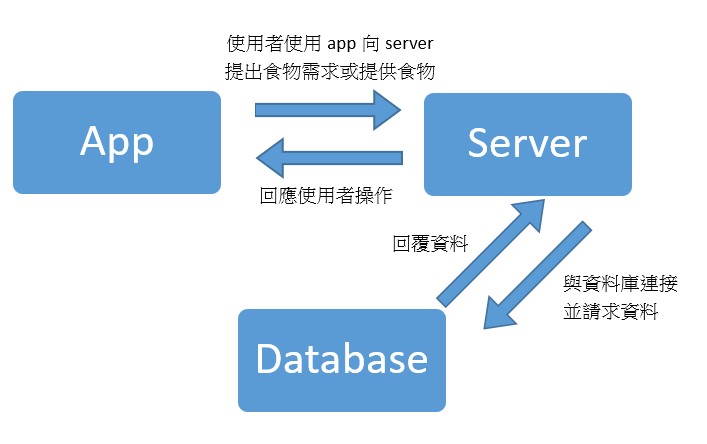 使用者使用 app 向 server
提出食物需求或提供食物
App
Server
回應使用者操作
回覆資料
與資料庫連接
並請求資料
Database